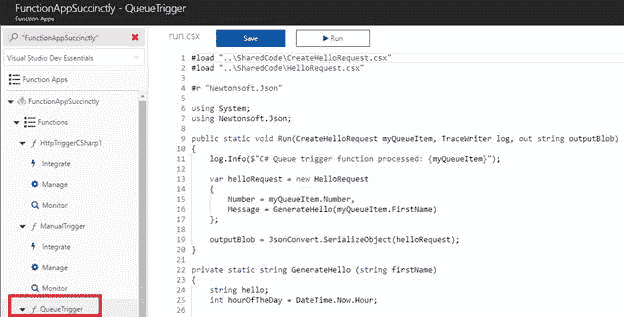 FunctionAppSuccinctly - QueueTrigger
Function Apps
"FunctionAppSuccinctly"
Visual Studio Dev Essentials
Function Apps
FunctionAppSuccinctly
Functions
HttpTriggerCSharp1
Integrate
Manage
Monitor
ManualTrigger
Integrate
Manage
Monitor
QueueTrigger
run.csx
Save
Run
1 #load "..\SharedCode\CreateHelloRequest.csx"
2 #load "..\SharedCode\HelloRequest.csx"
3
4 #r "Newtonsoft.Json"
5
6 using System;
7 using Newtonsoft.Json;
8
9 public static void Run(CreateHelloRequest myQueueItem, TraceWriter log, out string outputBlob)
10 {
11 log.Info($"C# Queue trigger function processed: {myQueueItem}");
12
13 var helloRequest = new HelloRequest
14 {
15 Number = myQueueItem.Number,
16 Message = GenerateHello(myQueueItem.FirstName)
17 };
18
19 outputBlob = JsonConvert.SerializeObject(helloRequest);
20 }
21
22 private static string GenerateHello (string firstName)
23 {
24 string hello;
25 int hourOfTheDay = DateTime.Now.Hour;